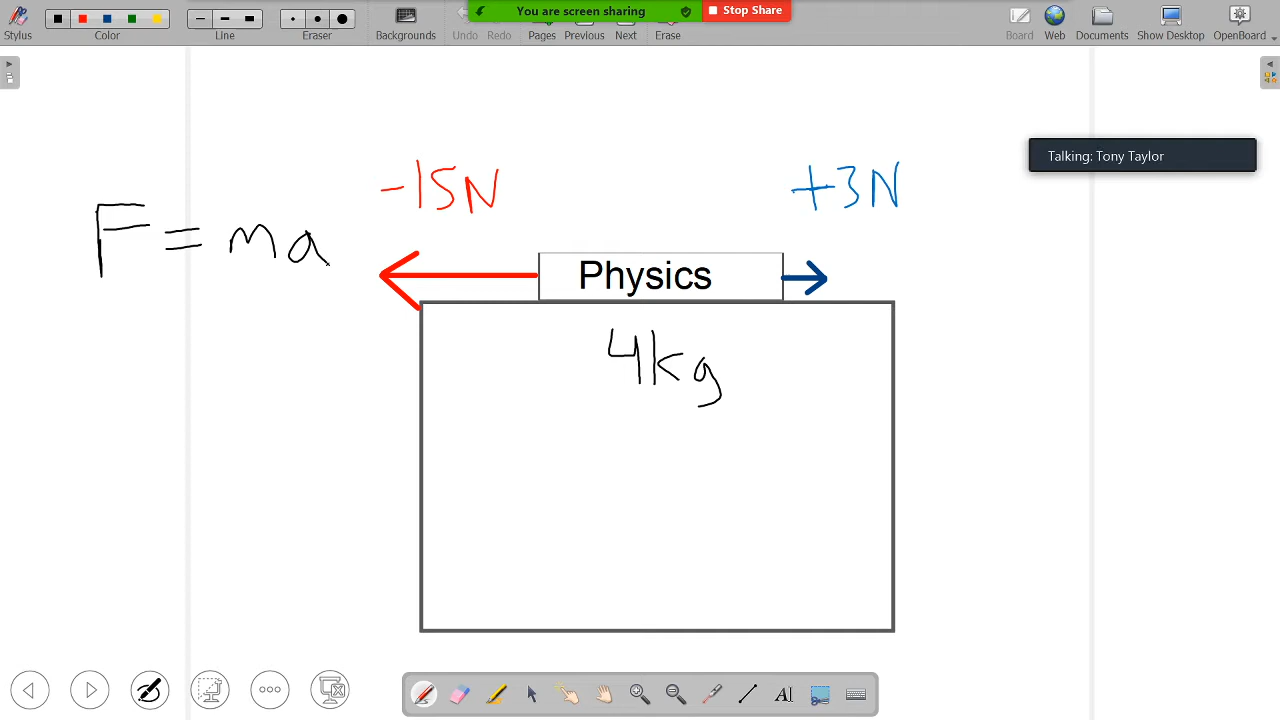 You are screen sharing
Stop Share
Stylus
Color
Line
Eraser
Backgrounds
Undo
Redo
Pages
Previous
Next
Erase
Board
Web
Documents
Show Desktop
OpenBoard
Talking: Tony Taylor
-15N
+3N
F = ma
Physics
4kg
AI